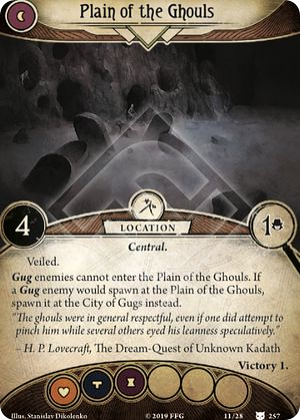 Plain of the Ghouls
4
LOCATION
1
Central.
Veiled.
Gug enemies cannot enter the Plain of the Ghouls. If
a Gug enemy would spawn at the Plain of the Ghouls,
spawn it at the City of Gugs instead.
"The ghouls were in general respectful, even if one did attempt to
pinch him while several others eyed his leanness speculatively."
– H. P. Lovecraft, The Dream-Quest of Unknown Kadath
Victory 1.
Illus. Stanislav Dikolenko
© 2019 FFG
11/28
257